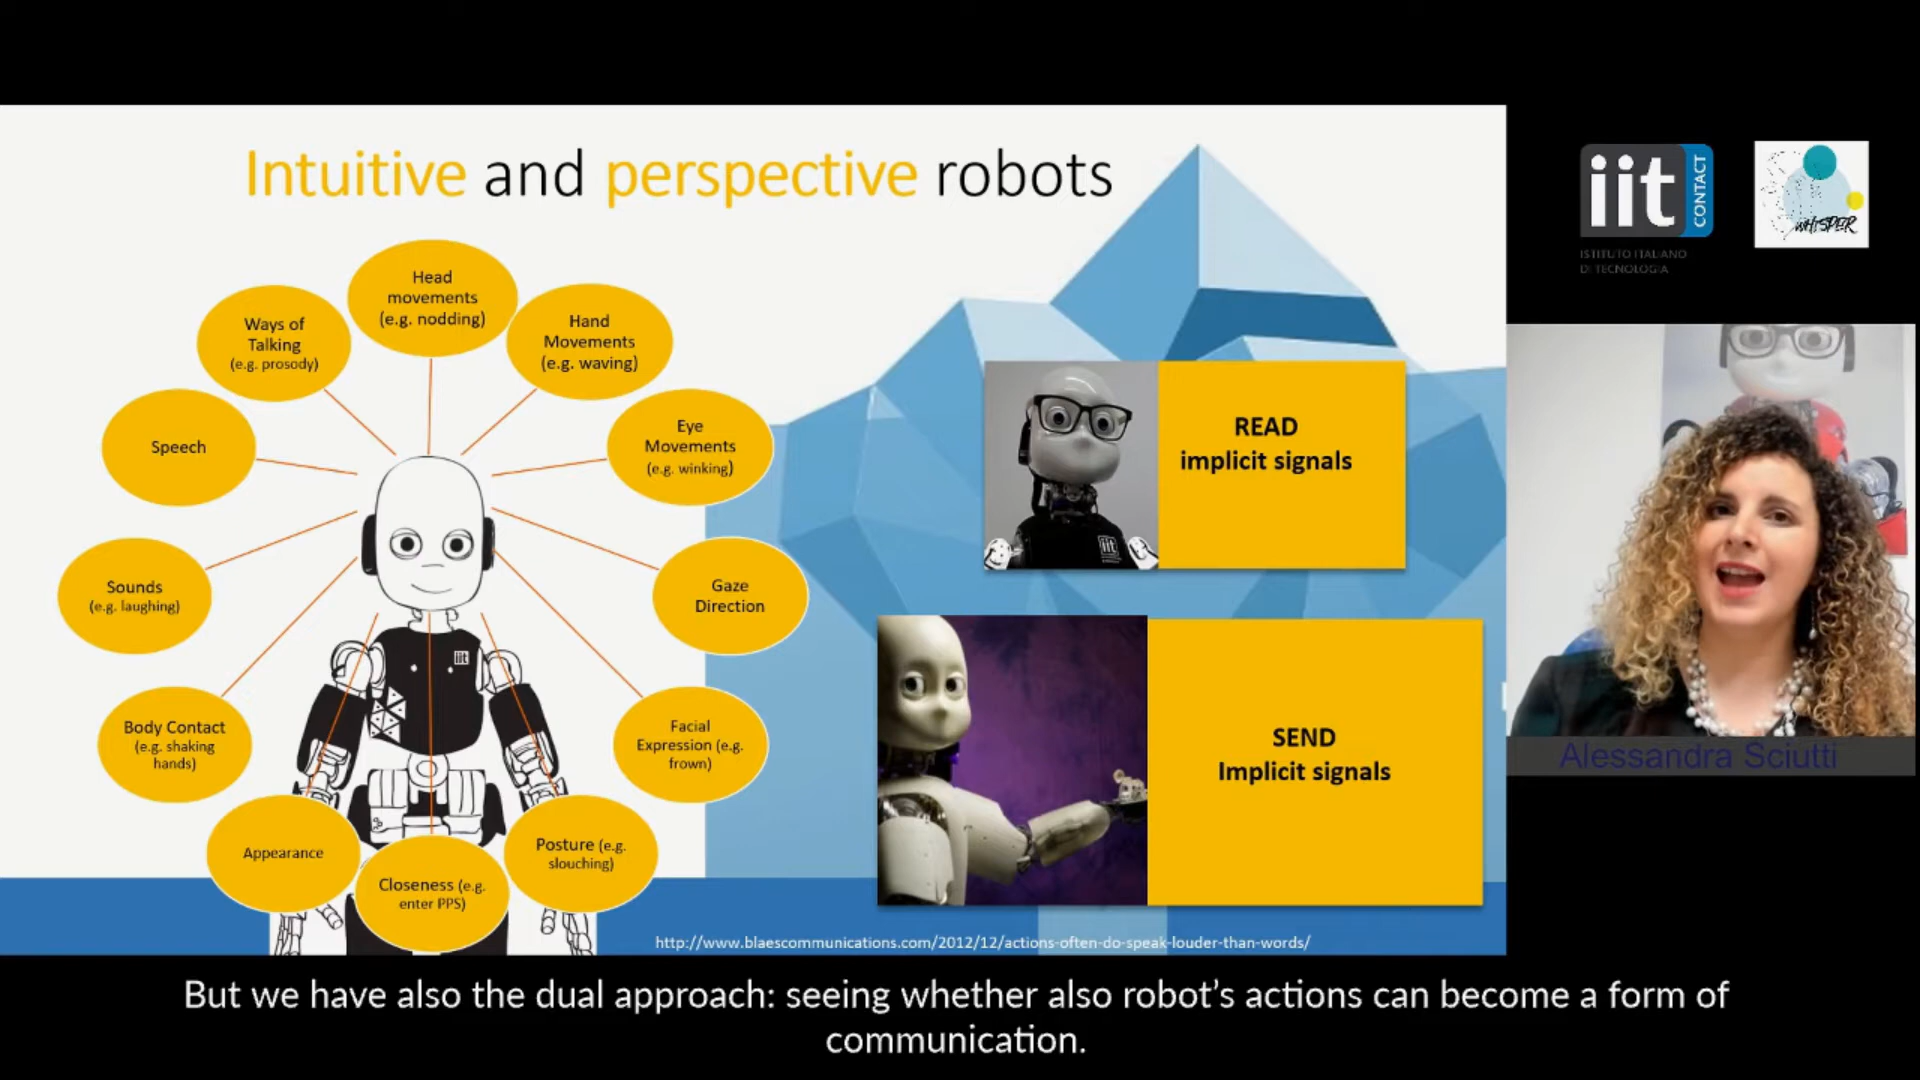 Intuitive and perspective robots
Head
movements
(e.g. nodding)
Ways of
Talking
(e.g. prosody)
Hand
Movements
(e.g. waving)
Speech
Eye
Movements
(e.g. winking)
Sounds
(e.g. laughing)
Gaze
Direction
Body Contact
(e.g. shaking
hands)
Facial
Expression (e.g.
frown)
Appearance
Closeness (e.g.
enter PPS)
Posture (e.g.
slouching)
iit
READ
implicit signals
iit
SEND
Implicit signals
http://www.blaescommunications.com/2012/12/actions-often-do-speak-louder-than-words/
iit
CONTACT
ISTITUTO ITALIANO
DI TECNOLOGIA
WHISPER
Alessandra Sciutti
But we have also the dual approach: seeing whether also robot's actions can become a form of
communication.